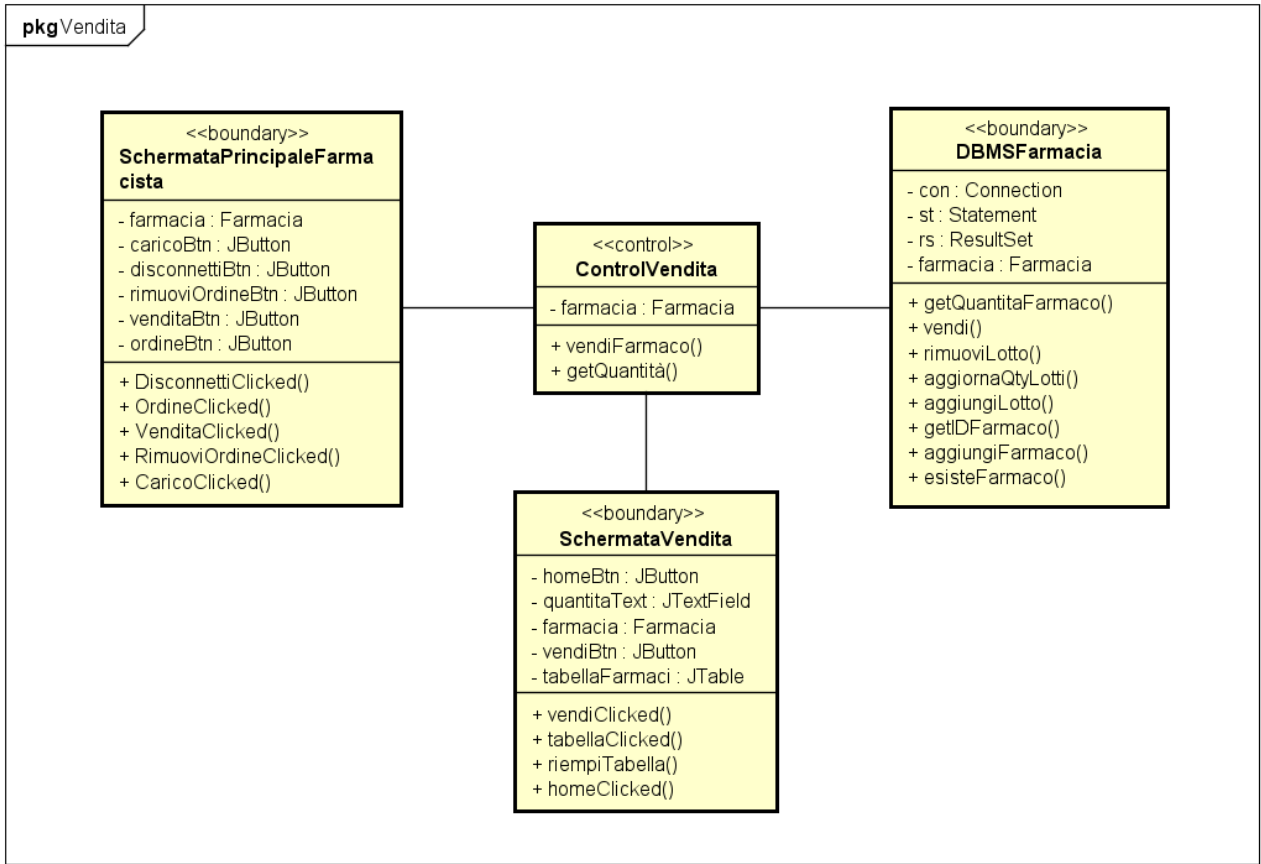 pkg Vendita
<<boundary>>
SchermataPrincipaleFarma
cista
- farmacia : Farmacia
- caricoBtn : JButton
- disconnettiBtn : JButton
- rimuoviOrdineBtn : JButton
- venditaBtn : JButton
- ordineBtn : JButton
+ DisconnettiClicked()
+ OrdineClicked()
+ VenditaClicked()
+ RimuoviOrdineClicked()
+ CaricoClicked()
<<control>>
ControlVendita
- farmacia : Farmacia
+ vendiFarmaco()
+ getQuantità()
<<boundary>>
DBMSFarmacia
- con : Connection
- st : Statement
- rs : ResultSet
- farmacia : Farmacia
+ getQuantitaFarmaco()
+ vendi()
+ rimuoviLotto()
+ aggiornaQtyLotti()
+ aggiungiLotto()
+ getIDFarmaco()
+ aggiungiFarmaco()
+ esisteFarmaco()
<<boundary>>
SchermataVendita
- homeBtn : JButton
- quantitaText : JTextField
- farmacia : Farmacia
- vendiBtn : JButton
- tabellaFarmaci : JTable
+ vendiClicked()
+ tabellaClicked()
+ riempiTabella()
+ homeClicked()